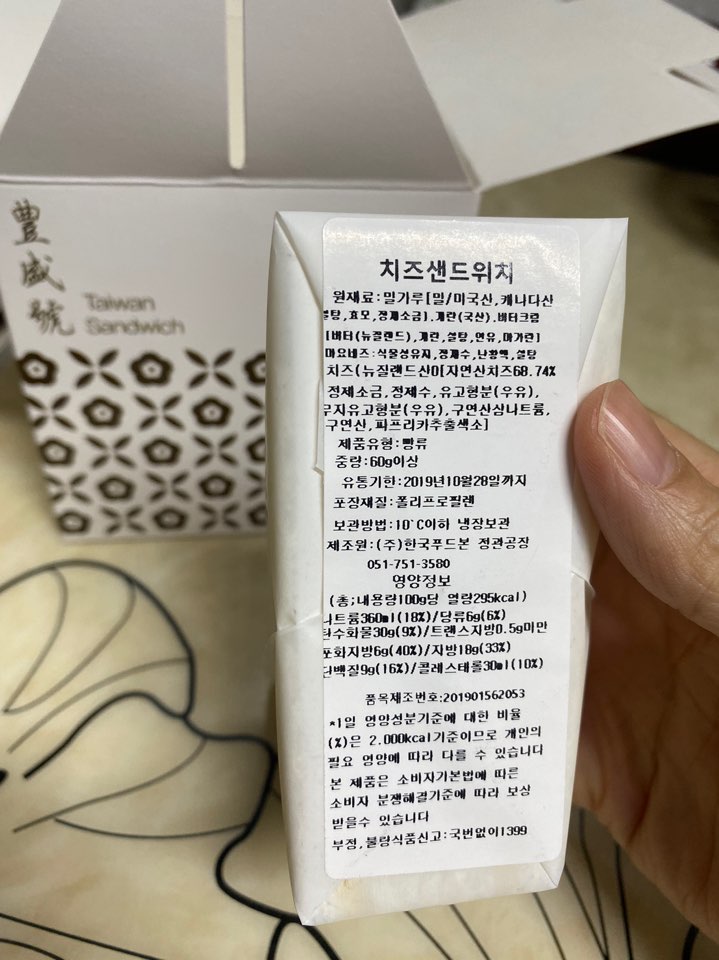 豊
盛
號
Taiwan
Sandwich
치즈샌드위치
원재료:밀가루[밀/미국산,캐나다산
설탕,효모,정제소금].계란(국산).버터크림
[버터(뉴질랜드),계란,설탕,연유,마가린]
마요네즈:식물성유지,정제수,난황액,설탕
치즈(뉴질랜드산0[자연산치즈68.74%
정제소금,정제수,유고형분(우유),
무지유고형분(우유),구연산삼나트륨,
구연산,피프리카추출색소]
제품유형:빵류
중량:60g이상
유통기한:2019년10월28일까지
포장재질:폴리프로필렌
보관방법:10`C이하 냉장보관
제조원:(주)한국푸드본 정관공장
051-751-3580
영양정보
(총;내용량100g당 열량295kcal)
나트륨360ml(18%)/당류6g(6%)
탄수화물30g(9%)/트랜스지방0.5g미만
포화지방6g(40%)/지방18g(33%)
단백질9g(16%)/콜레스테롤30ml(10%)
품목제조번호:201901562053
*1일 영양성분기준에 대한 비율
(%)은 2.000kcal기준이므로 개인의
필요 영양에 따라 다를 수 있습니다
본 제품은 소비자기본법에 따른
소비자 분쟁해결기준에 따라 보상
받을수 있습니다
부정,불량식품신고:국번없이1399